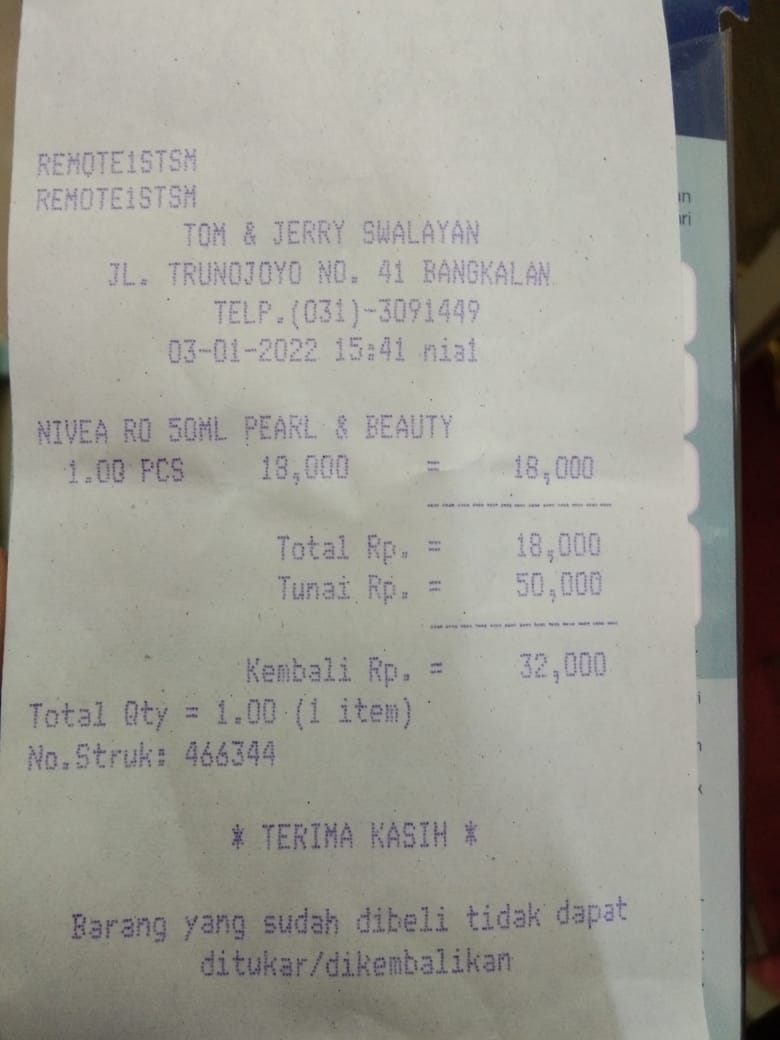 REMOTE1STSM
REMOTE1STSM
TOM & JERRY SWALAYAN
JL. TRUNOJOYO NO. 41 BANGKALAN
TELP.(031)-3091449
03-01-2022 15:41 nia1
NIVEA RO 50ML PEARL & BEAUTY
1.00 PCS 18,000 = 18,000
Total Rp. = 18,000
Tunai Rp. = 50,000
Kembali Rp. = 32,000
Total Qty = 1.00 (1 item)
No.Struk: 466344
* TERIMA KASIH *
Barang yang sudah dibeli tidak dapat
ditukar/dikembalikan